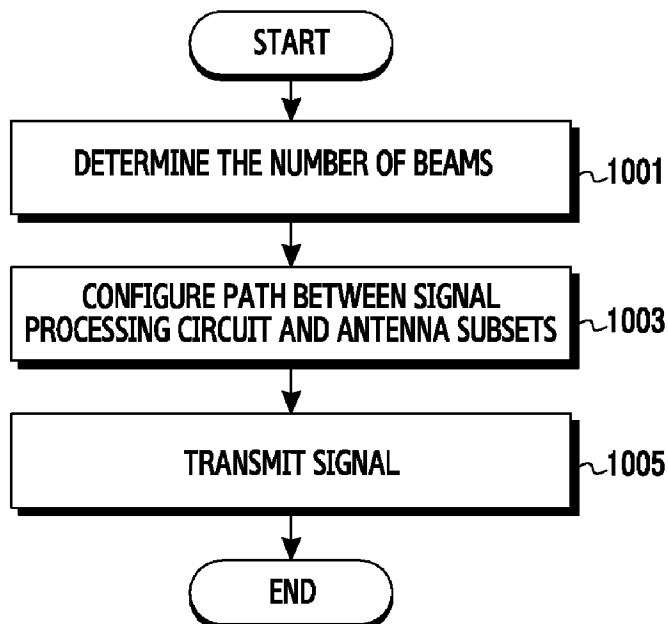 START
DETERMINE THE NUMBER OF BEAMS
1001
CONFIGURE PATH BETWEEN SIGNAL
PROCESSING CIRCUIT AND ANTENNA SUBSETS
1003
TRANSMIT SIGNAL
1005
END